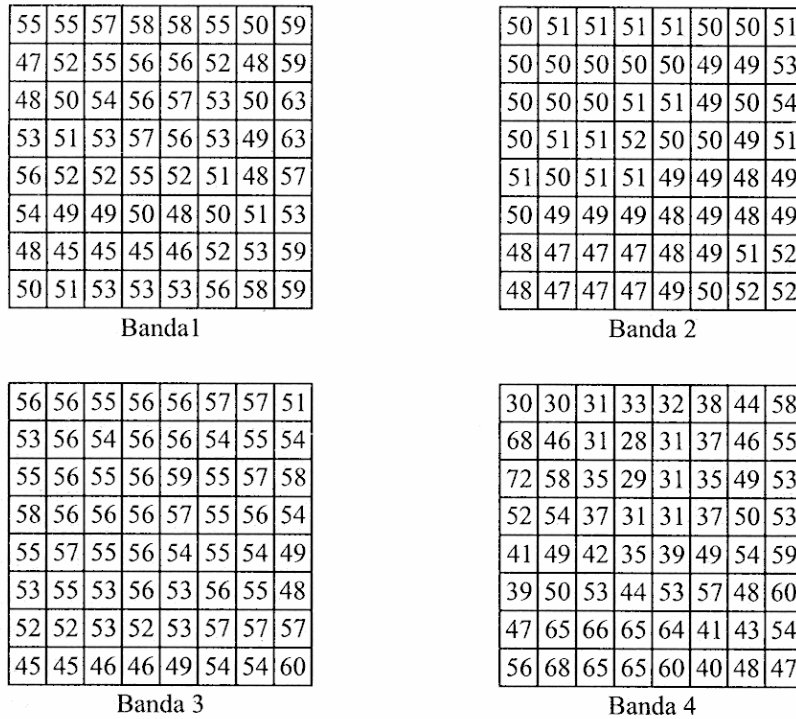 55 55 57 58 58 55 50 59
47 52 55 56 56 52 48 59
48 50 54 56 57 53 50 63
53 51 53 57 56 53 49 63
56 52 52 55 52 51 48 57
54 49 49 50 48 50 51 53
48 45 45 45 46 52 53 59
50 51 53 53 53 56 58 59
Banda1
50 51 51 51 51 50 50 51
50 50 50 50 50 49 49 53
50 50 50 51 51 49 50 54
50 51 51 52 50 50 49 51
51 50 51 51 49 49 48 49
50 49 49 49 48 49 48 49
48 47 47 47 48 49 51 52
48 47 47 47 49 50 52 52
Banda 2
56 56 55 56 56 57 57 51
53 56 54 56 56 54 55 54
55 56 55 56 59 55 57 58
58 56 56 56 57 55 56 54
55 57 55 56 54 55 54 49
53 55 53 56 53 56 55 48
52 52 53 52 53 57 57 57
45 45 46 46 49 54 54 60
Banda 3
30 30 31 33 32 38 44 58
68 46 31 28 31 37 46 55
72 58 35 29 31 35 49 53
52 54 37 31 31 37 50 53
41 49 42 35 39 49 54 59
39 50 53 44 53 57 48 60
47 65 66 65 64 41 43 54
56 68 65 65 60 40 48 47
Banda 4